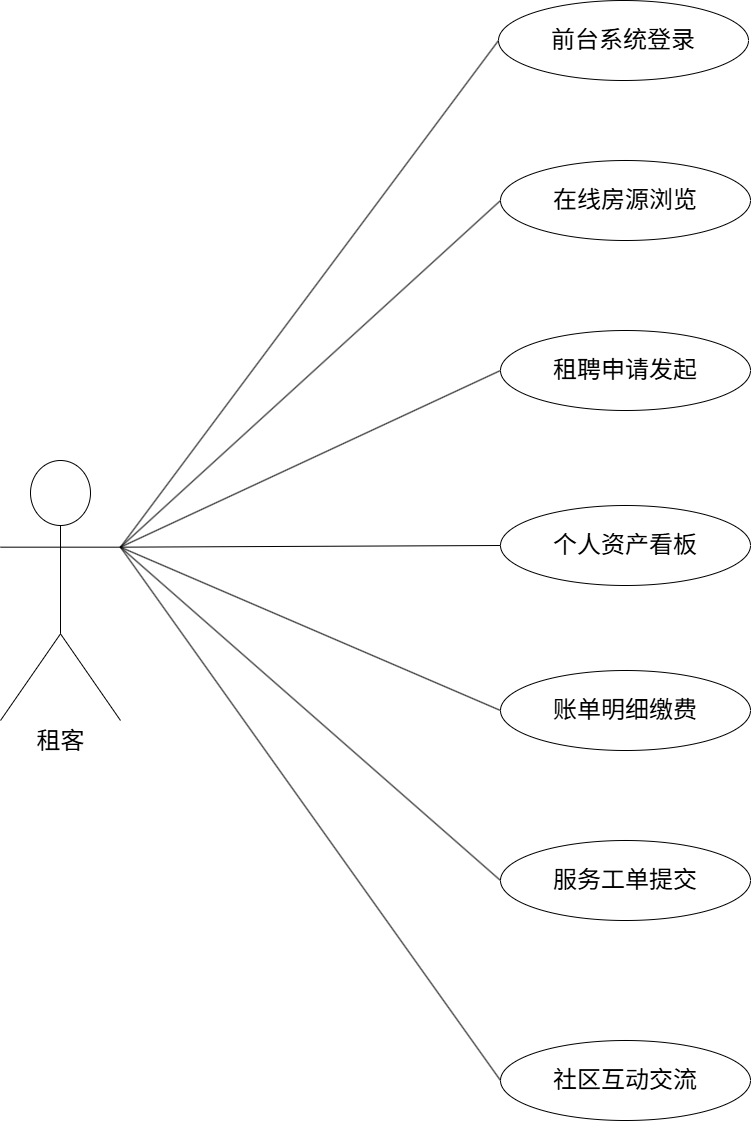 前台系统登录
在线房源浏览
租聘申请发起
个人资产看板
账单明细缴费
租客
服务工单提交
社区互动交流